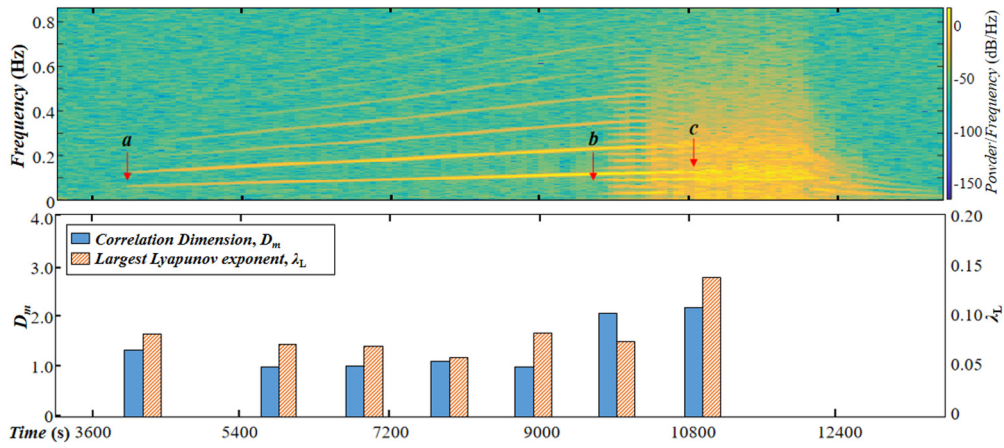 0.8
0.6
0.4
0.2
0
Frequency (Hz)
a
b
c
0
-50
-100
-150
Powder/Frequency (dB/Hz)
4.0
3.0
2.0
1.0
0
Dm
Correlation Dimension, Dm
Largest Lyapunov exponent, λL
0.20
0.15
0.10
0.05
0
λL
Time (s) 3600 5400 7200 9000 10800 12400